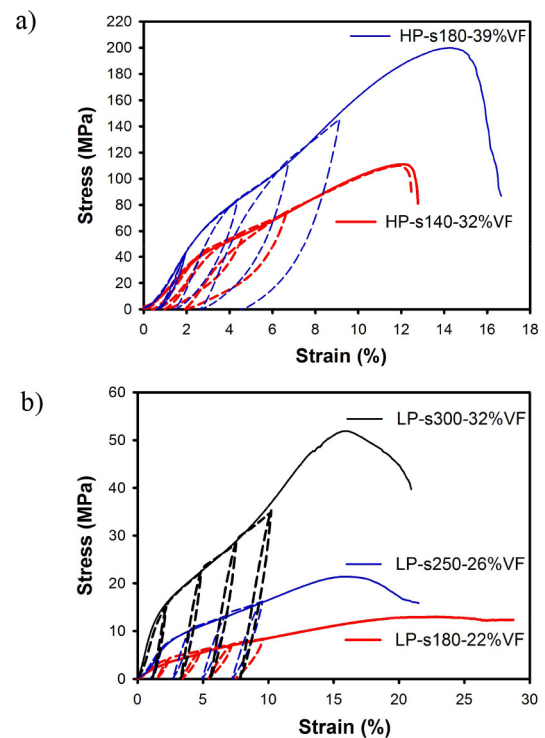 a)
220
200
180
160
140
120
100
80
60
40
20
0
Stress (MPa)
HP-s180-39%VF
HP-s140-32%VF
0 2 4 6 8 10 12 14 16 18
Strain (%)
b)
60
50
40
30
20
10
0
Stress (MPa)
LP-s300-32%VF
LP-s250-26%VF
LP-s180-22%VF
0 5 10 15 20 25 30
Strain (%)